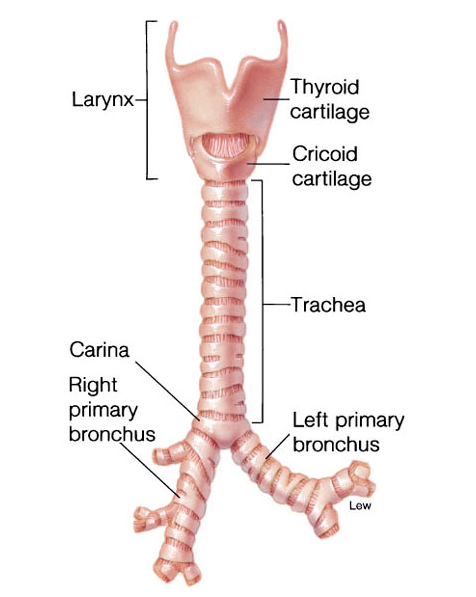 Larynx
Thyroid
cartilage
Cricoid
cartilage
Trachea
Carina
Right
primary
bronchus
Left primary
bronchus
Lew